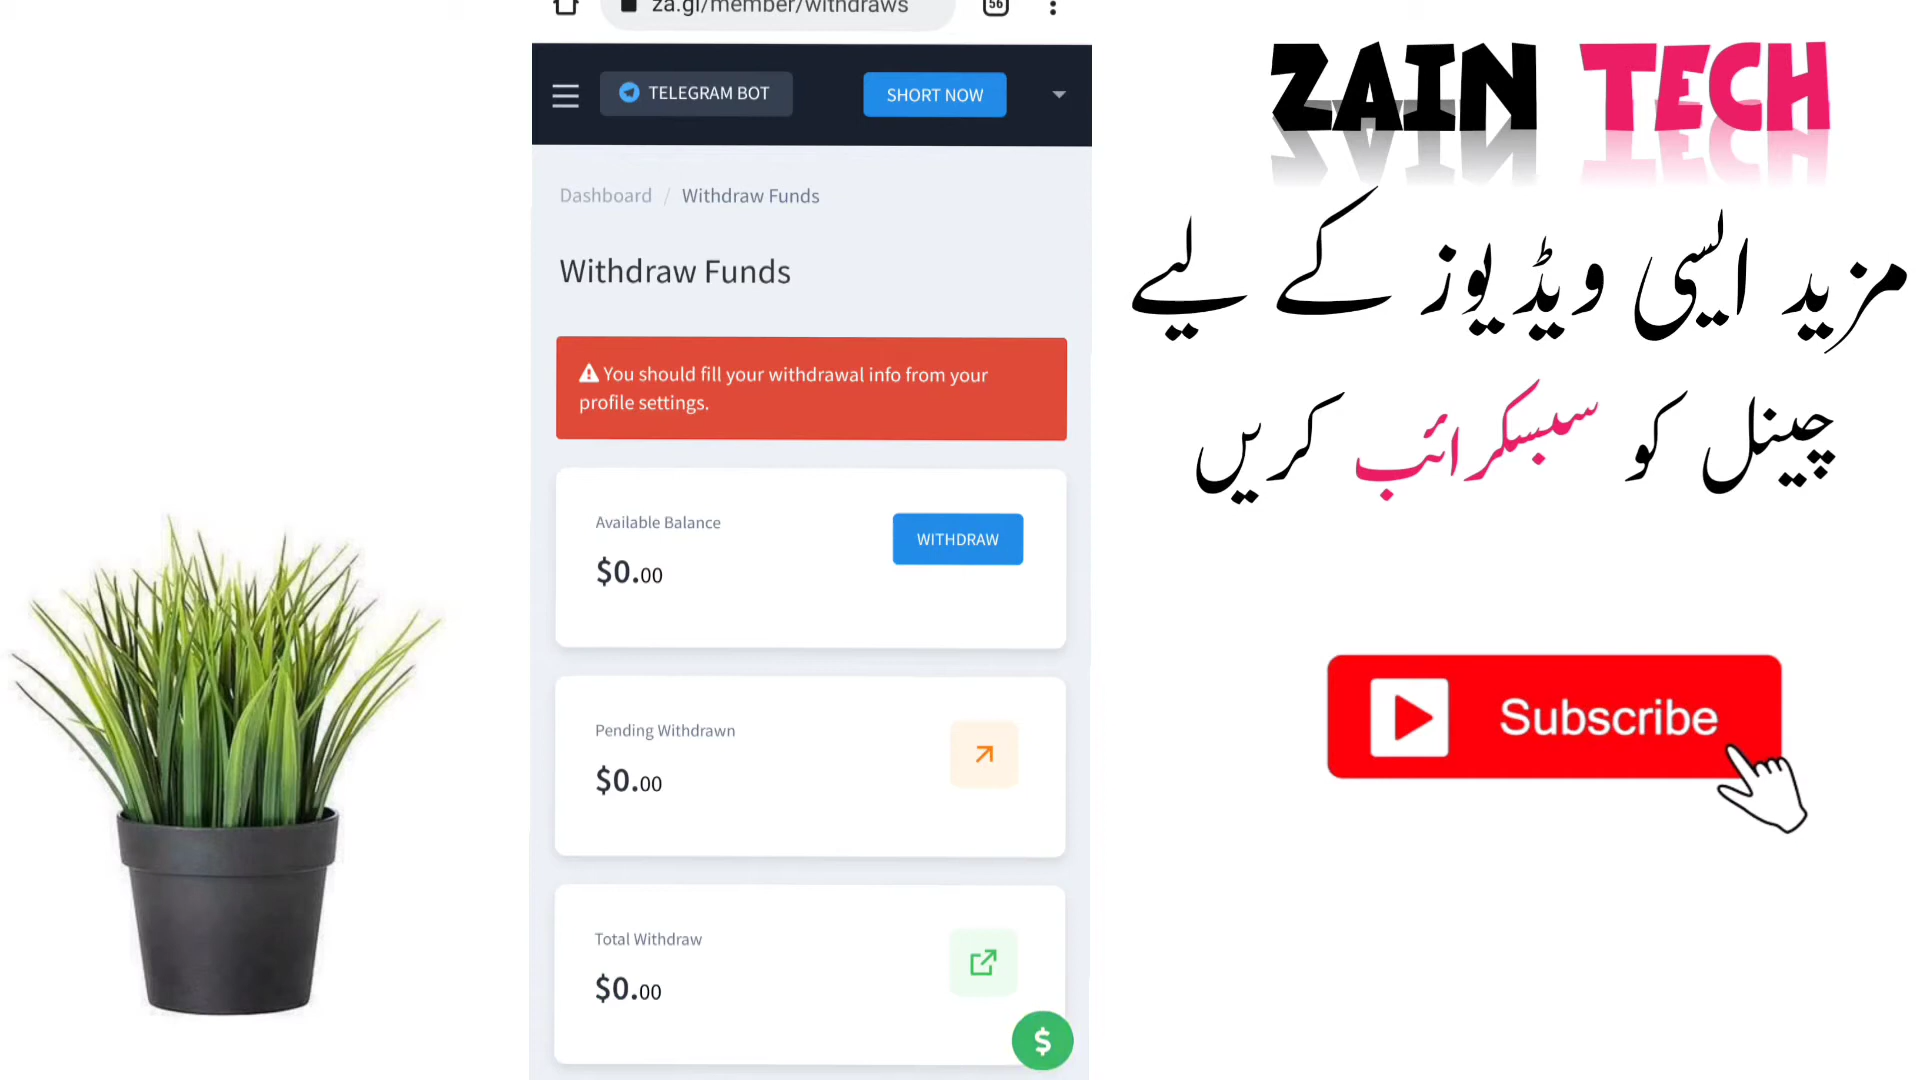 za.gl/member/withdraws
56
TELEGRAM BOT
SHORT NOW
Dashboard / Withdraw Funds
Withdraw Funds
You should fill your withdrawal info from your
profile settings.
Available Balance
$0.00
WITHDRAW
Pending Withdrawn
$0.00
Total Withdraw
$0.00
$
ZAIN TECH
مزید ایسی ویڈیوز کے لیے
چینل کو سبسکرائب کریں
Subscribe